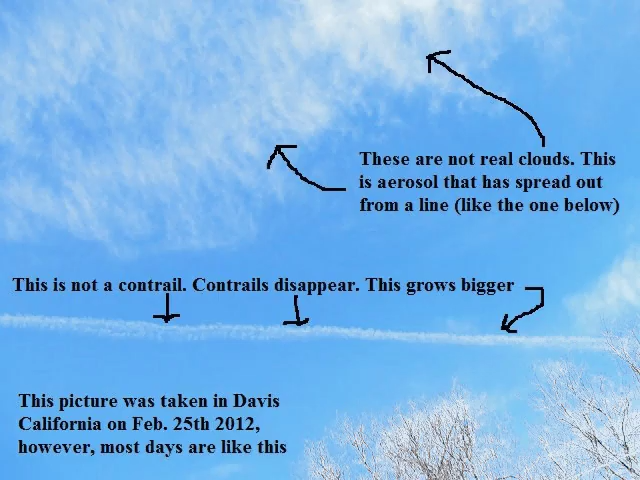 These are not real clouds. This
is aerosol that has spread out
from a line (like the one below)
This is not a contrail. Contrails disappear. This grows bigger
This picture was taken in Davis
California on Feb. 25th 2012,
however, most days are like this